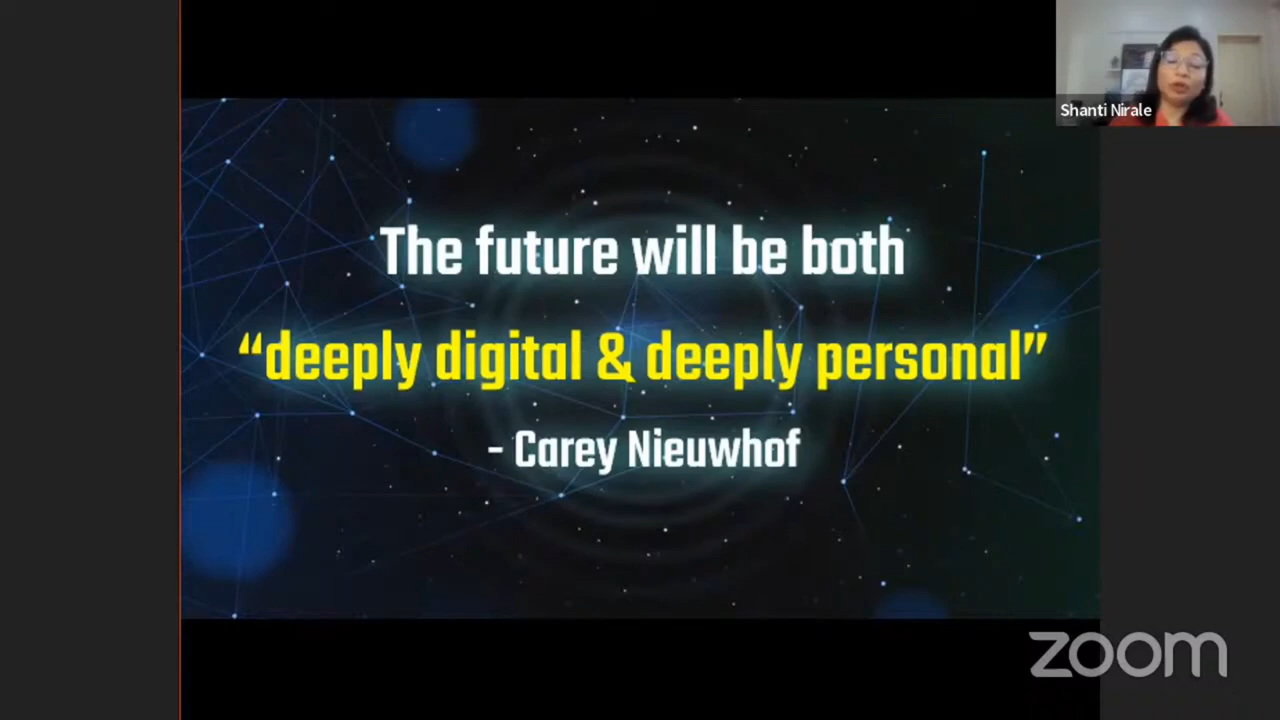 Shanti Nirale
The future will be both
“deeply digital & deeply personal”
- Carey Nieuwhof
zoom